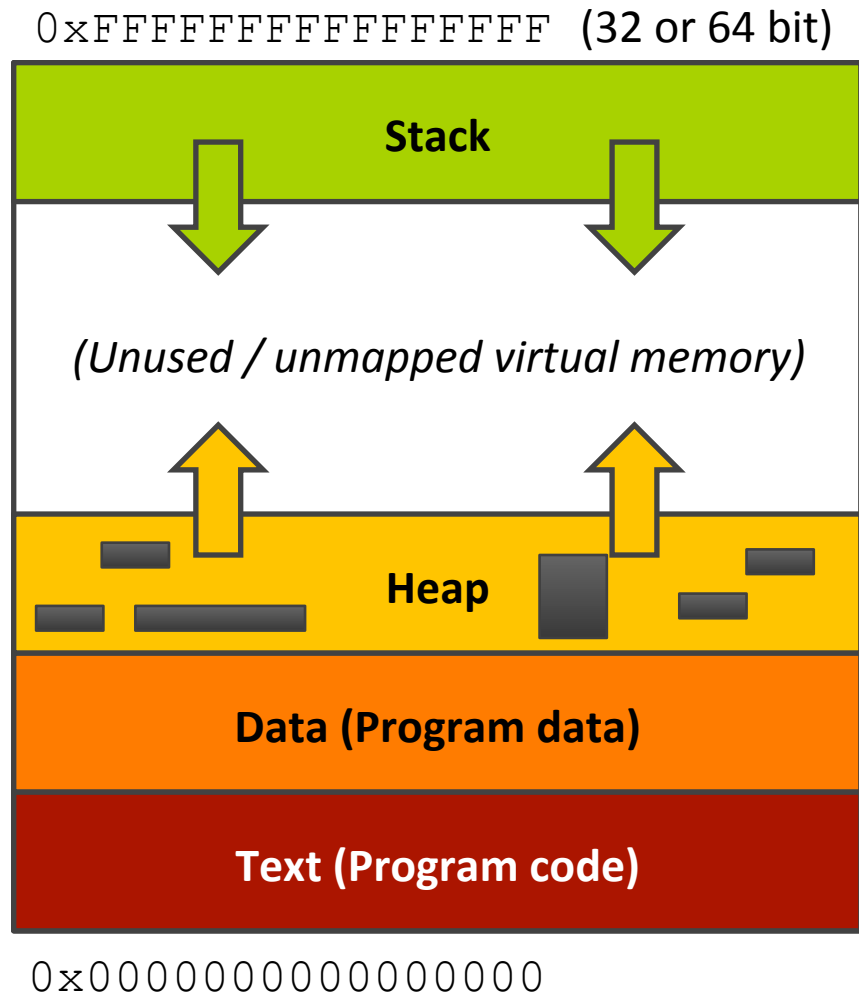 0xFFFFFFFFFFFFFFFF (32 or 64 bit)
Stack
(Unused / unmapped virtual memory)
Heap
Data (Program data)
Text (Program code)
0x0000000000000000